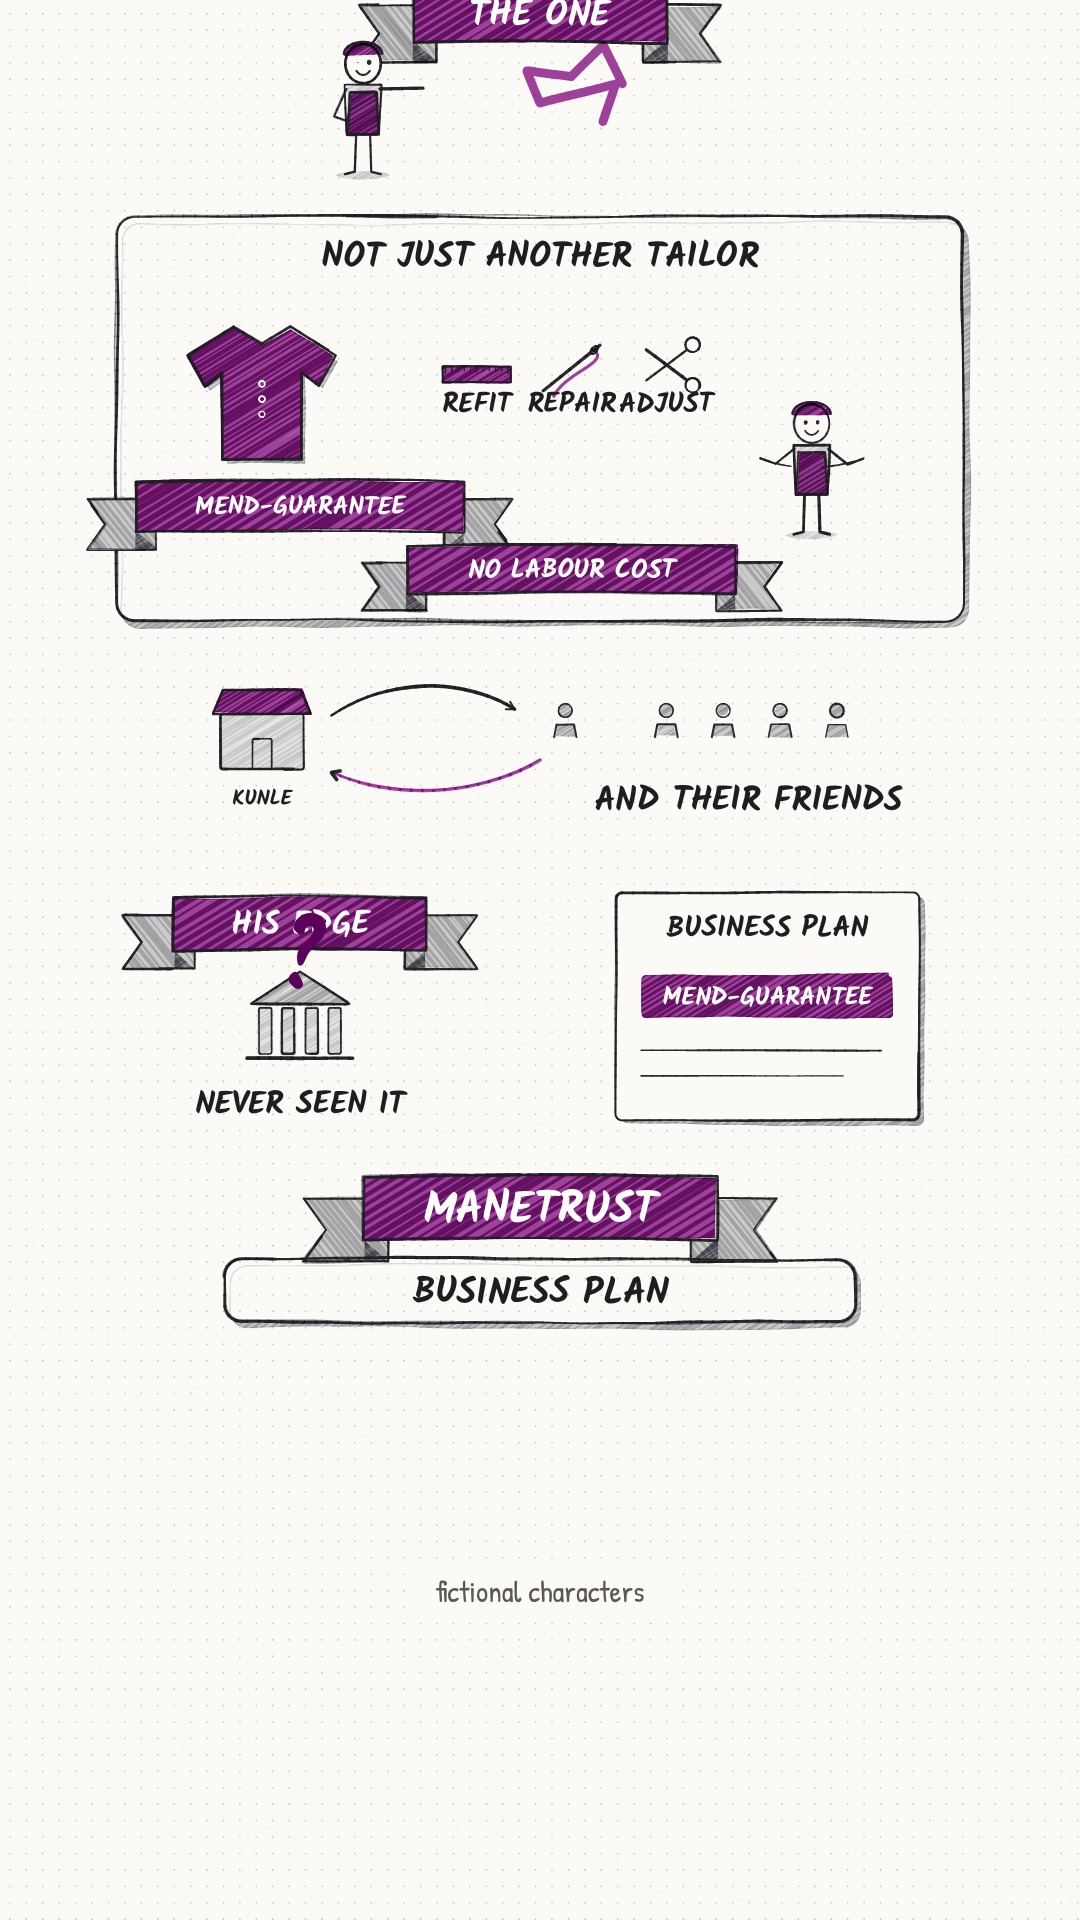 THE ONE
NOT JUST ANOTHER TAILOR
REFIT REPAIR ADJUST
MEND-GUARANTEE
NO LABOUR COST
KUNLE
AND THEIR FRIENDS
HIS EDGE
?
NEVER SEEN IT
BUSINESS PLAN
MEND-GUARANTEE
MANETRUST
BUSINESS PLAN
fictional characters